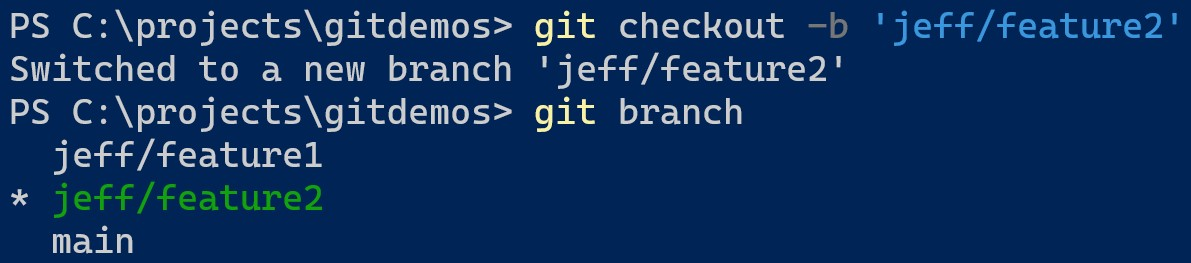 PS C:\projects\gitdemos> git checkout -b 'jeff/feature2'
Switched to a new branch 'jeff/feature2'
PS C:\projects\gitdemos> git branch
  jeff/feature1
* jeff/feature2
  main